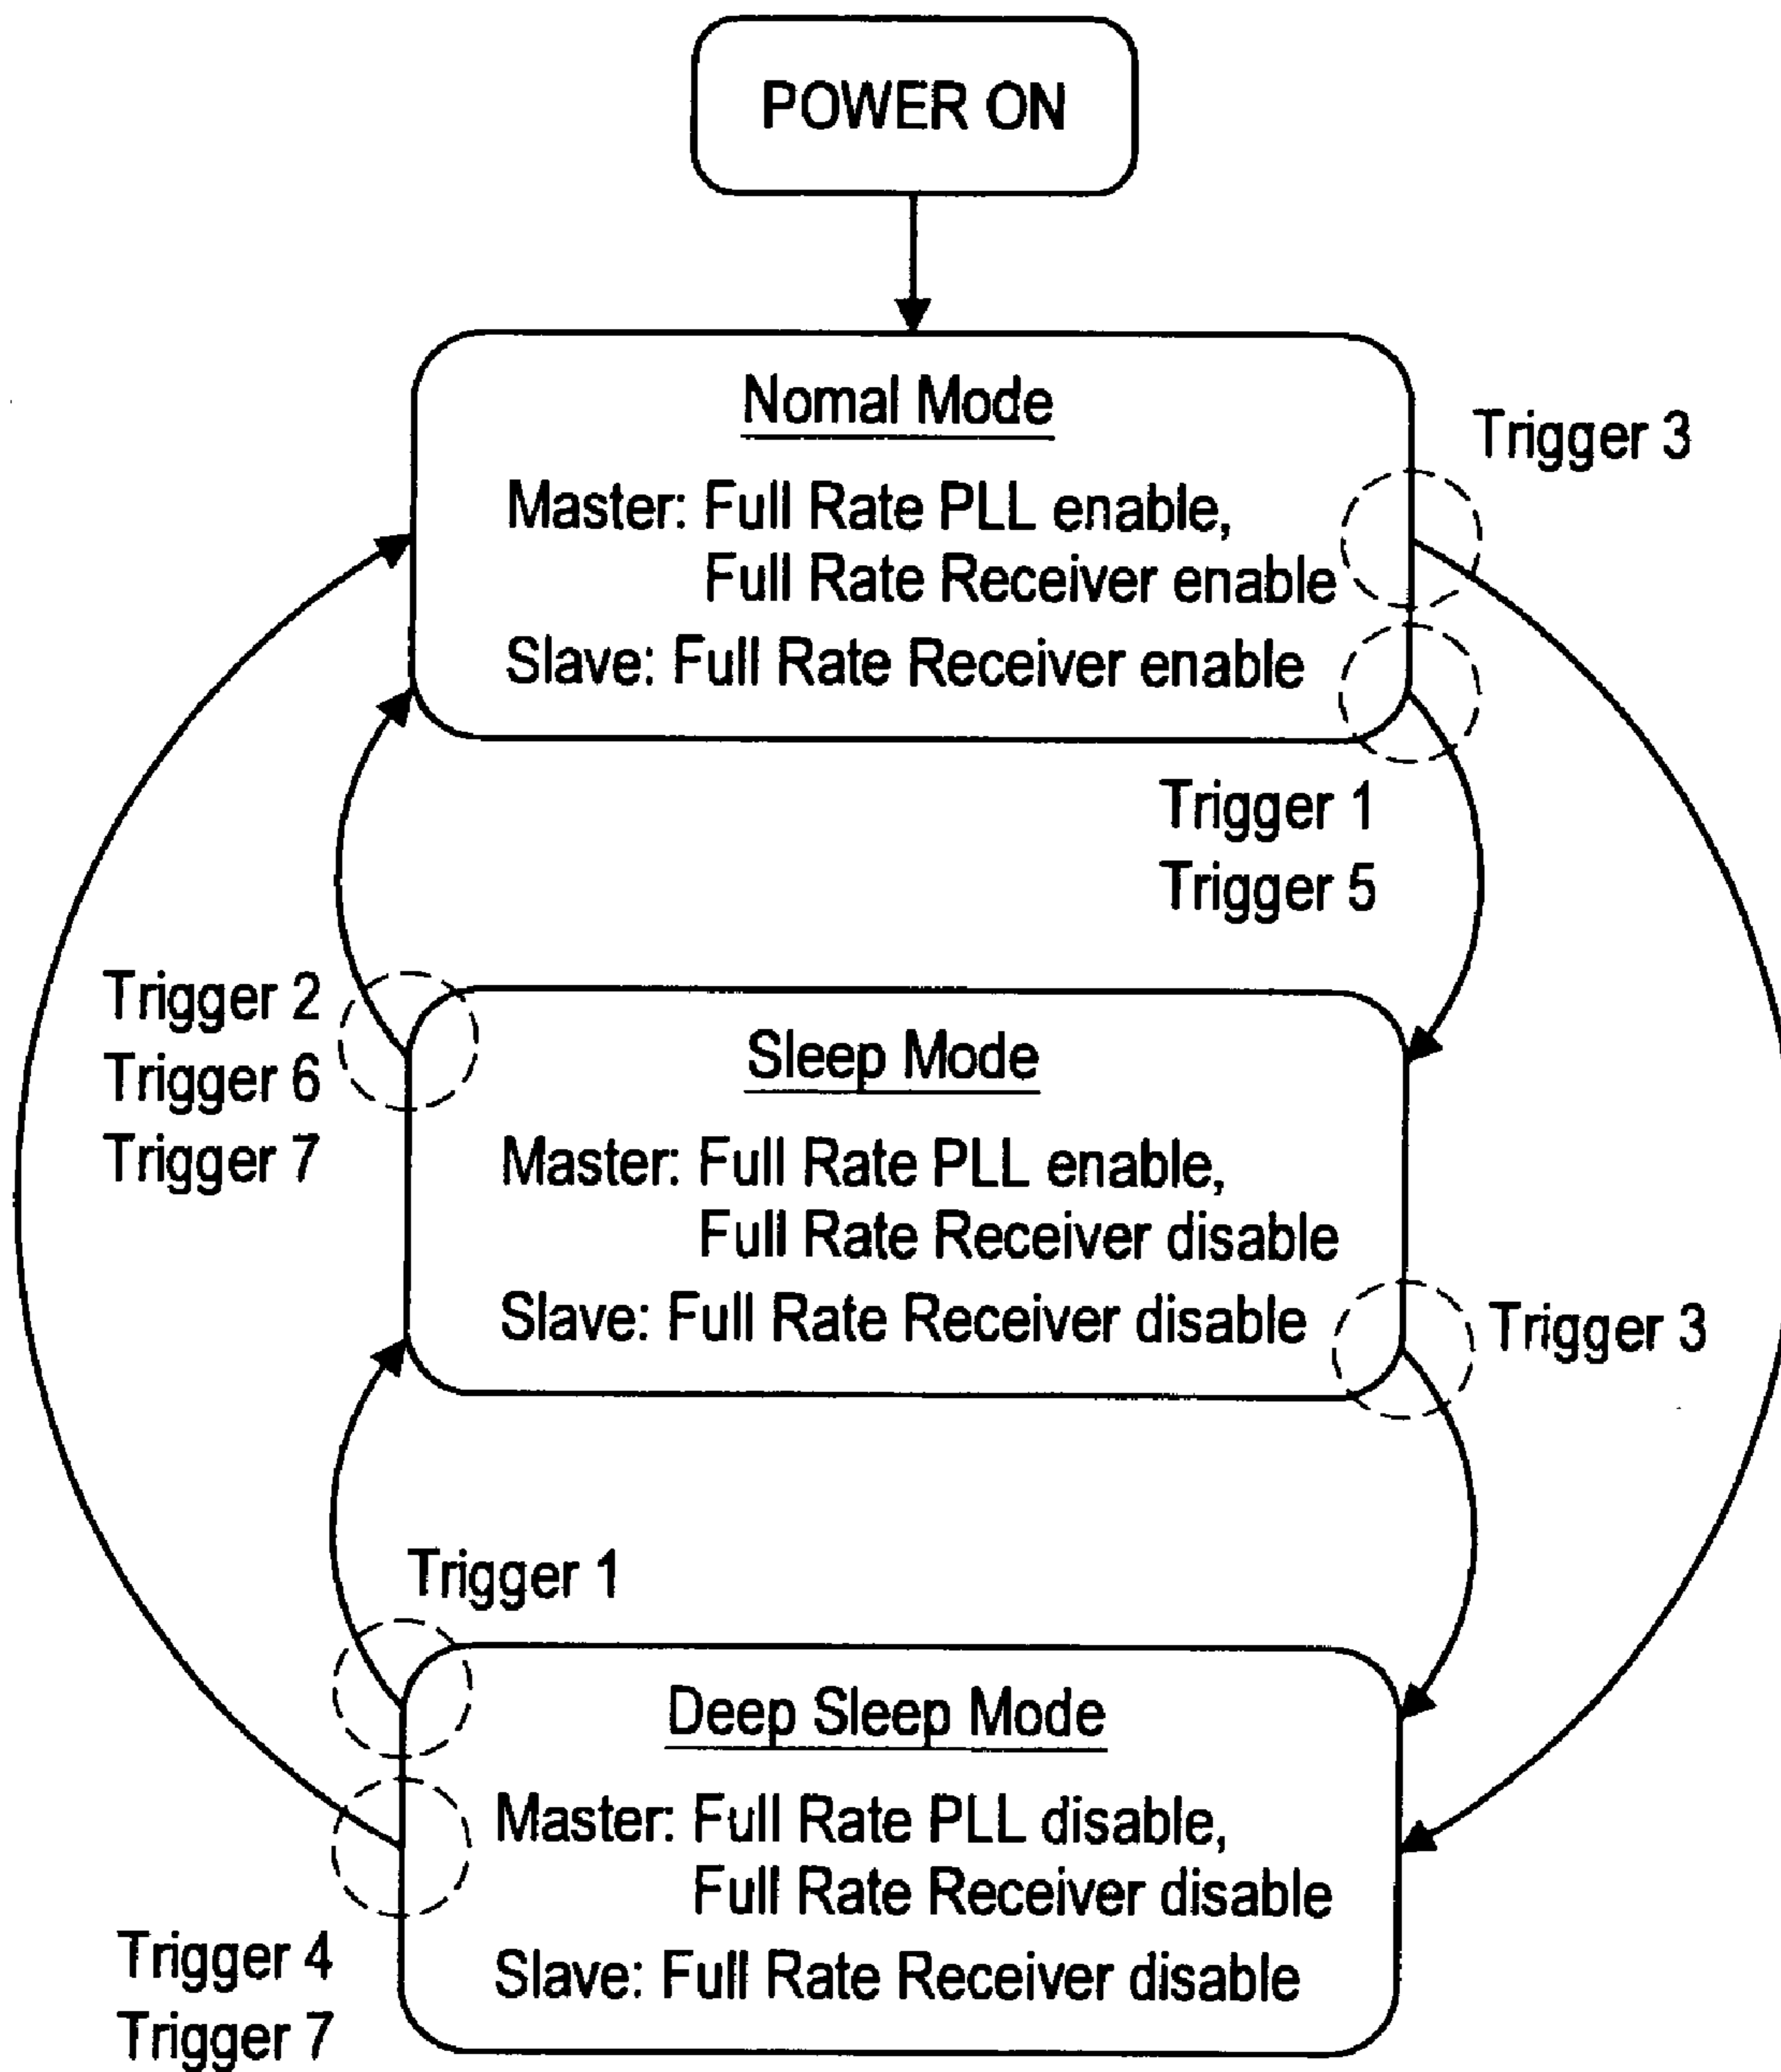 POWER ON
Nomal Mode
Master: Full Rate PLL enable,
Full Rate Receiver enable
Slave: Full Rate Receiver enable
Trigger 3
Trigger 1
Trigger 5
Trigger 2
Trigger 6
Trigger 7
Sleep Mode
Master: Full Rate PLL enable,
Full Rate Receiver disable
Slave: Full Rate Receiver disable
Trigger 3
Trigger 1
Deep Sleep Mode
Master: Full Rate PLL disable,
Full Rate Receiver disable
Slave: Full Rate Receiver disable
Trigger 4
Trigger 7